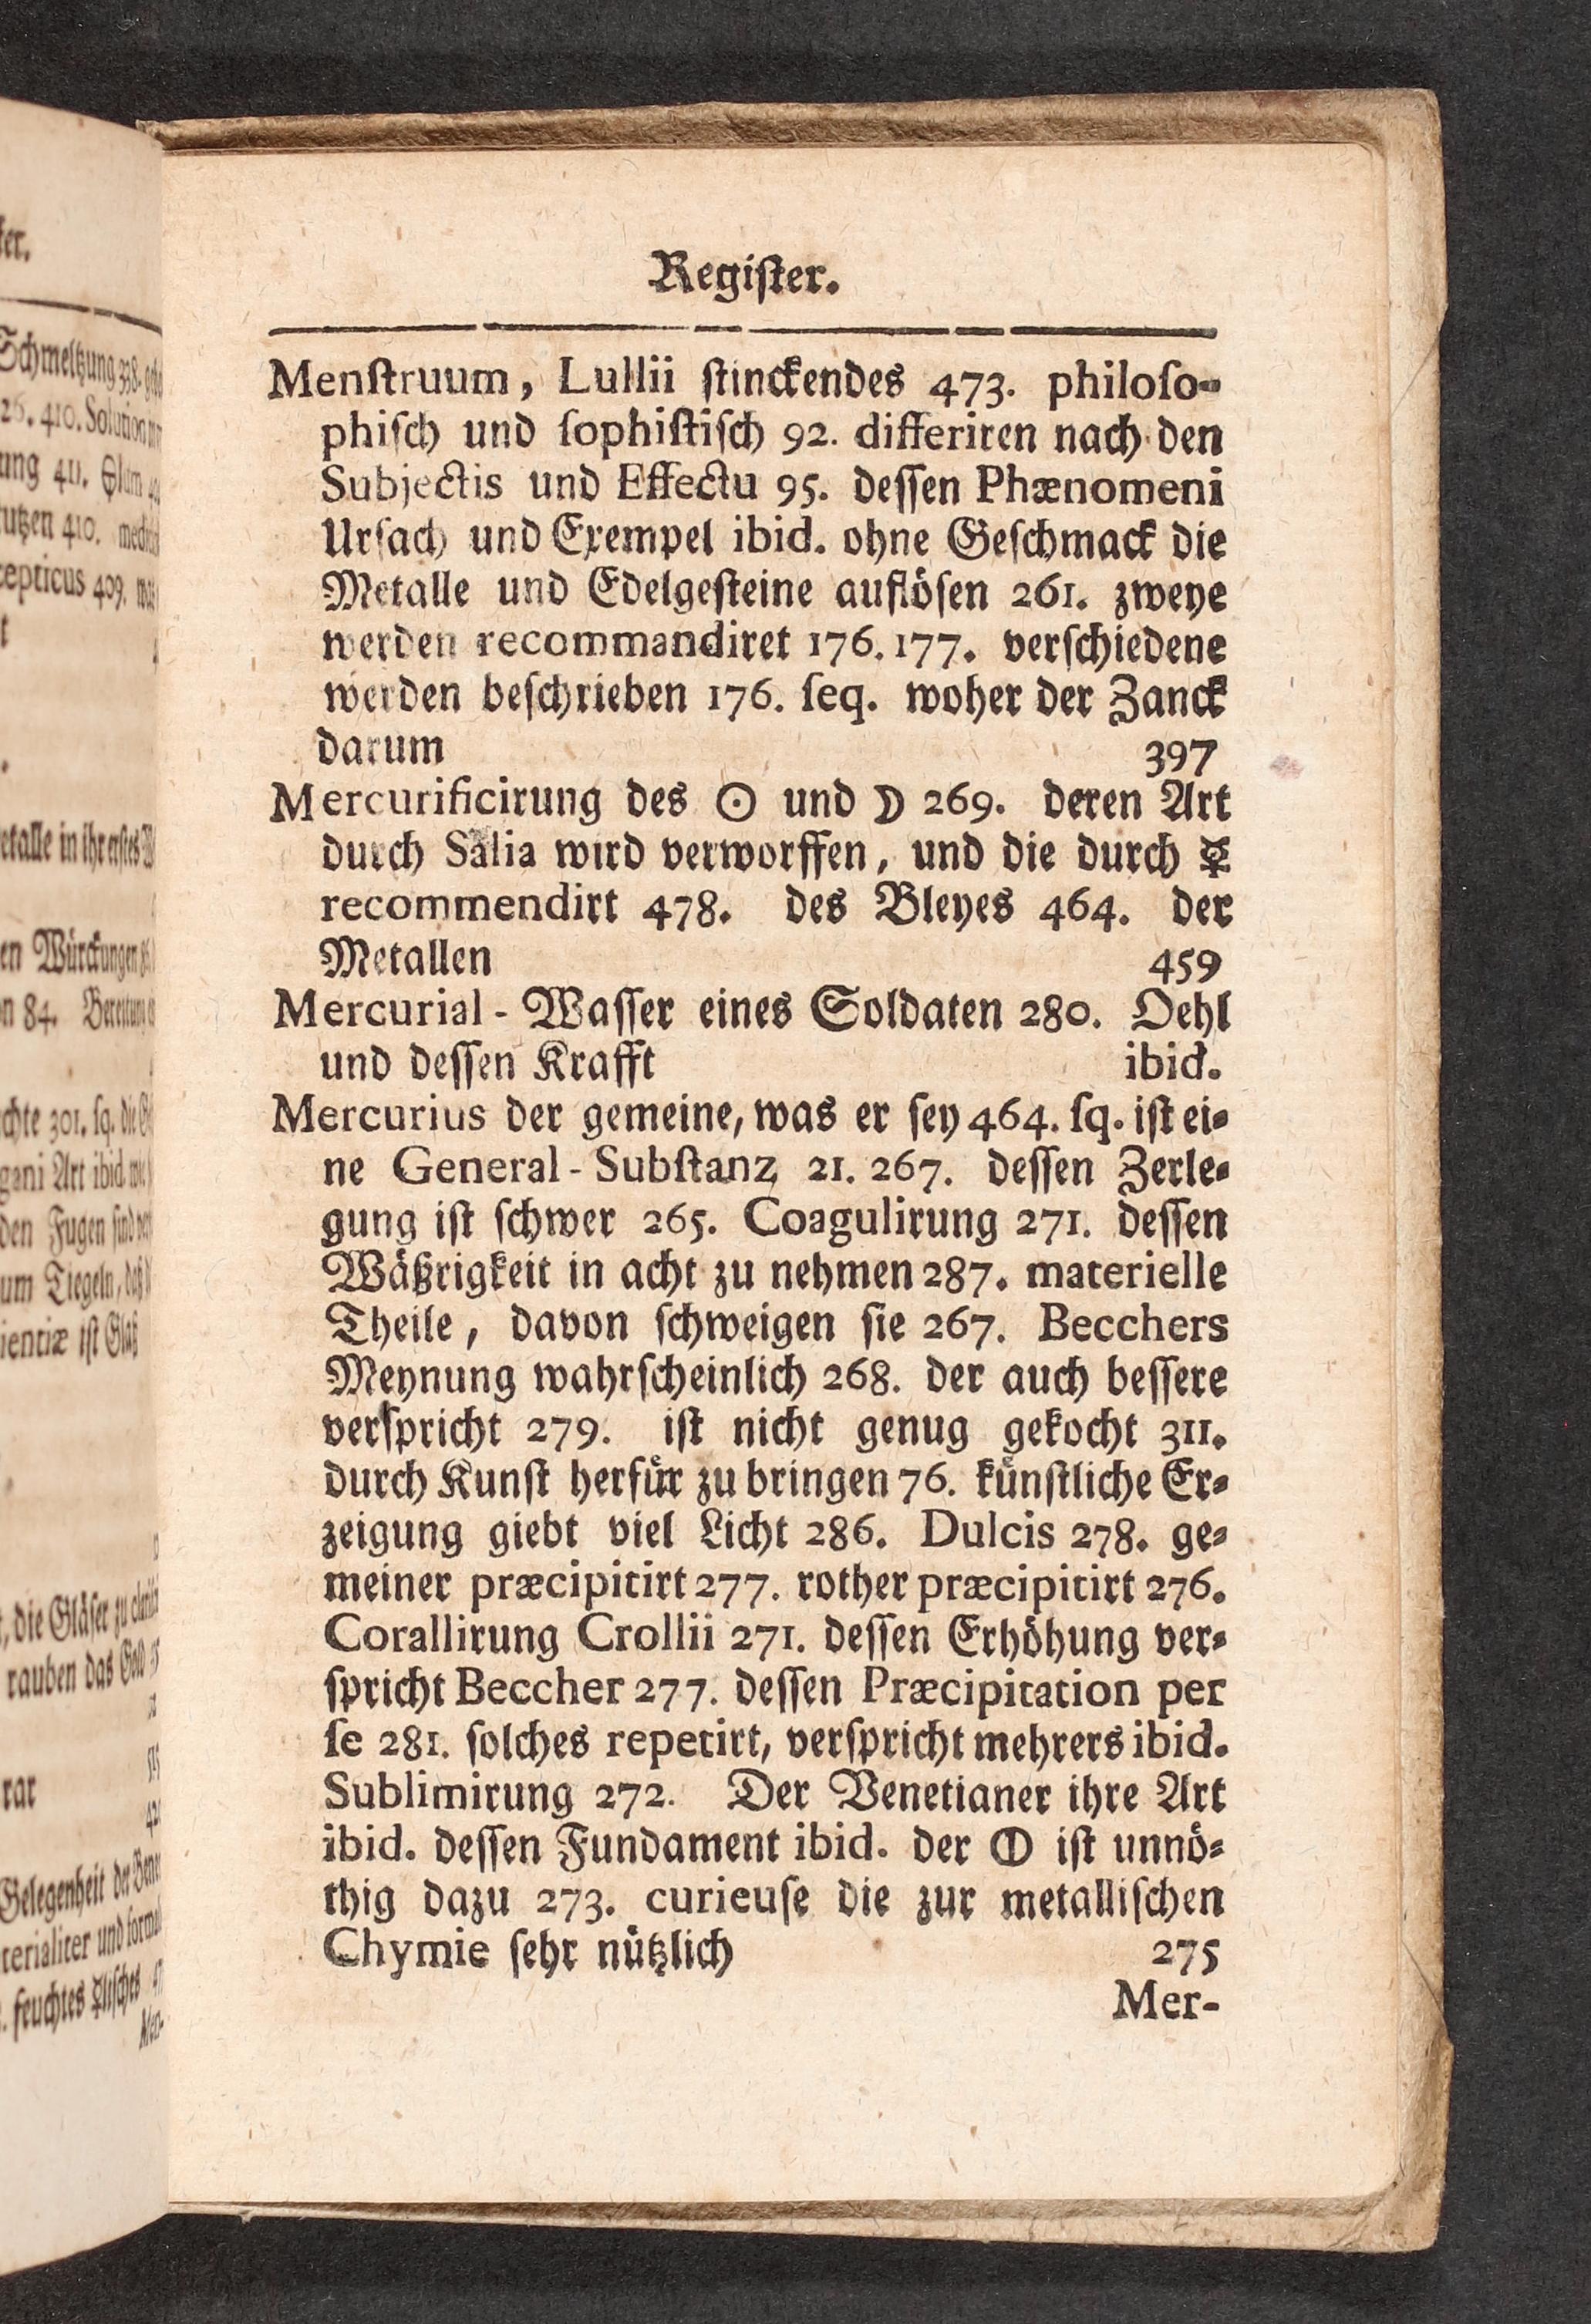 Regiſter.
Menſtruum, Lullii ſtinckendes 473. philoſo-
phiſch und ſophiſtiſch 92. differiren nach den
Subjectis und Effectu 95. deſſen Phænomeni
Urſach und Exempel ibid. ohne Geſchmack die
Metalle und Edelgeſteine auflöſen 261. zweye
werden recommandiret 176. 177. verſchiedene
werden beſchrieben 176. ſeq. woher der Zanck
darum 397
Mercurificirung des ☉ und ☽ 269. deren Art
durch Salia wird verworffen, und die durch ☿
recommendirt 478. des Bleyes 464. der
Metallen 459
Mercurial-Waſſer eines Soldaten 280. Oehl
und deſſen Krafft ibid.
Mercurius der gemeine, was er ſey 464. ſq. iſt ei-
ne General-Subſtanz 21. 267. deſſen Zerle-
gung iſt ſchwer 265. Coagulirung 271. deſſen
Wäßrigkeit in acht zu nehmen 287. materielle
Theile, davon ſchweigen ſie 267. Becchers
Meynung wahrſcheinlich 268. der auch beſſere
verſpricht 279. iſt nicht genug gekocht 311.
durch Kunſt herfür zu bringen 76. künſtliche Er-
zeigung giebt viel Licht 286. Dulcis 278. ge-
meiner præcipitirt 277. rother præcipitirt 276.
Corallirung Crollii 271. deſſen Erhöhung ver-
ſpricht Beccher 277. deſſen Præcipitation per
ſe 281. ſolches repetirt, verſpricht mehrers ibid.
Sublimirung 272. Der Venetianer ihre Art
ibid. deſſen Fundament ibid. der ⦶ iſt unnö-
thig dazu 273. curieuſe die zur metalliſchen
Chymie ſehr nützlich 275
Mer-